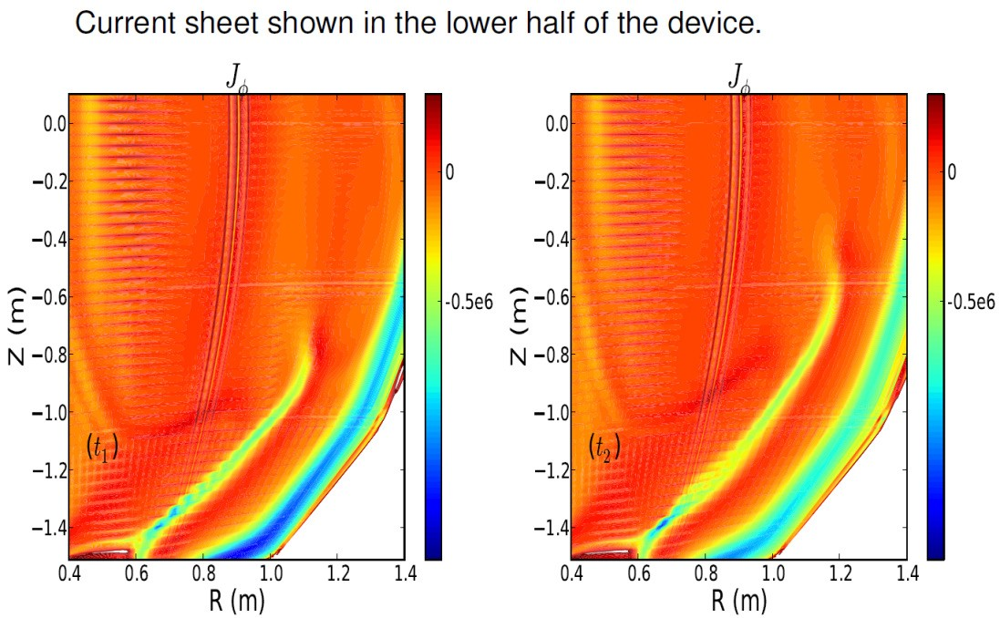 Current sheet shown in the lower half of the device.
J_ϕ
J_ϕ
0.0
−0.2
−0.4
−0.6
−0.8
−1.0
−1.2
−1.4
Z (m)
(t₁)
0.4 0.6 0.8 1.0 1.2 1.4
R (m)
0
-0.5e6
0.0
−0.2
−0.4
−0.6
−0.8
−1.0
−1.2
−1.4
Z (m)
(t₂)
0.4 0.6 0.8 1.0 1.2 1.4
R (m)
0
-0.5e6